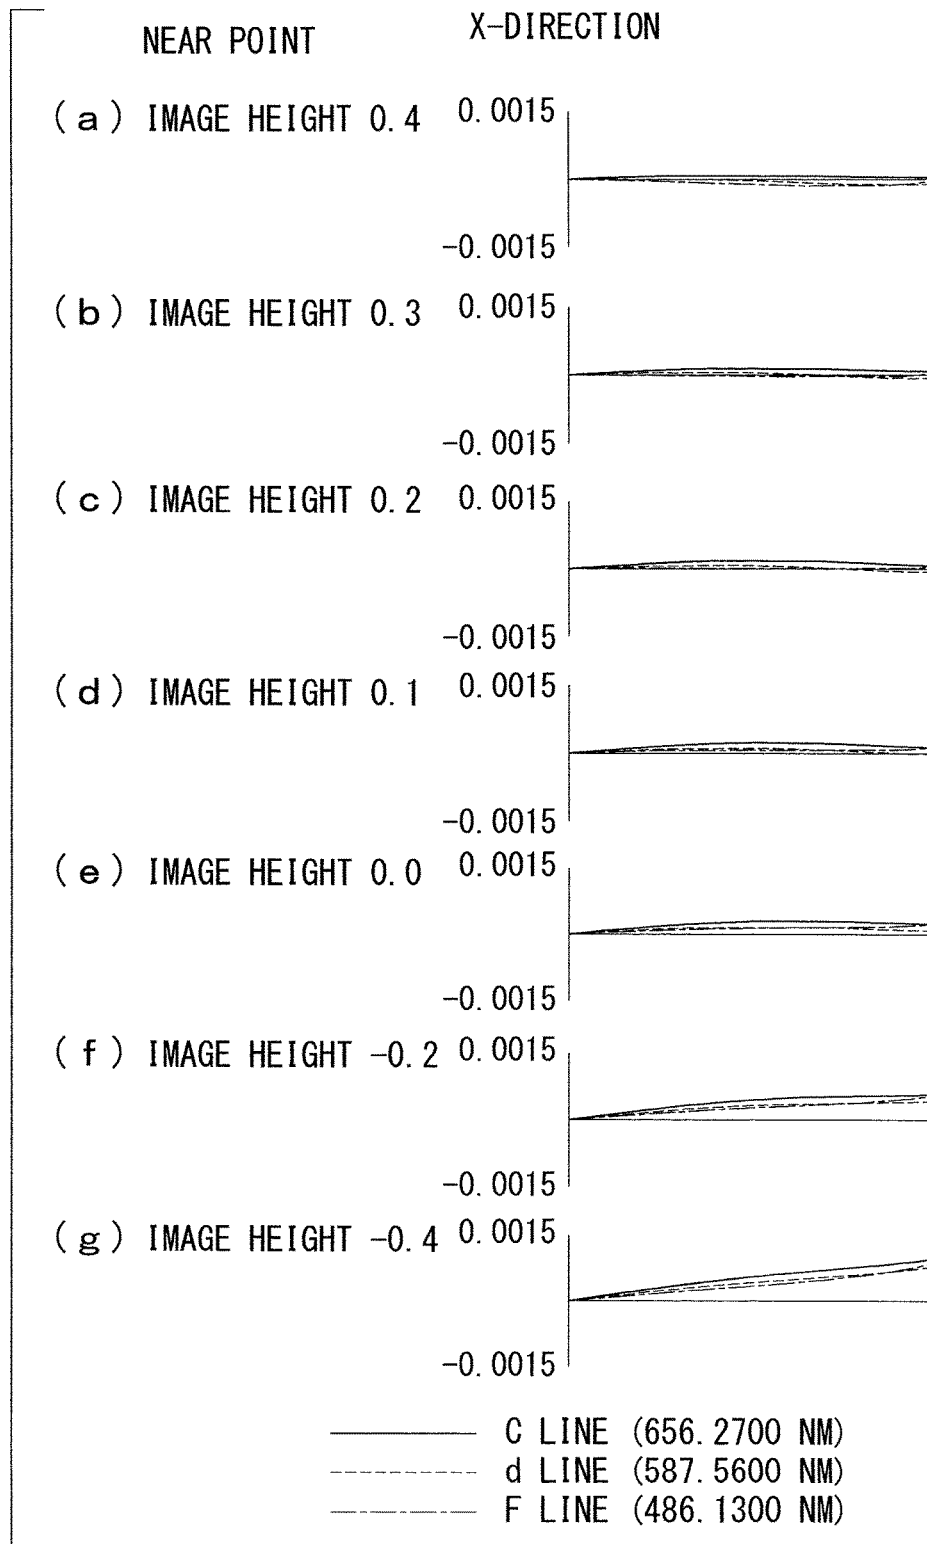 NEAR POINT X-DIRECTION
(a) IMAGE HEIGHT 0.4 0.0015
-0.0015
(b) IMAGE HEIGHT 0.3 0.0015
-0.0015
(c) IMAGE HEIGHT 0.2 0.0015
-0.0015
(d) IMAGE HEIGHT 0.1 0.0015
-0.0015
(e) IMAGE HEIGHT 0.0 0.0015
-0.0015
(f) IMAGE HEIGHT -0.2 0.0015
-0.0015
(g) IMAGE HEIGHT -0.4 0.0015
-0.0015
C LINE (656.2700 NM)
d LINE (587.5600 NM)
F LINE (486.1300 NM)